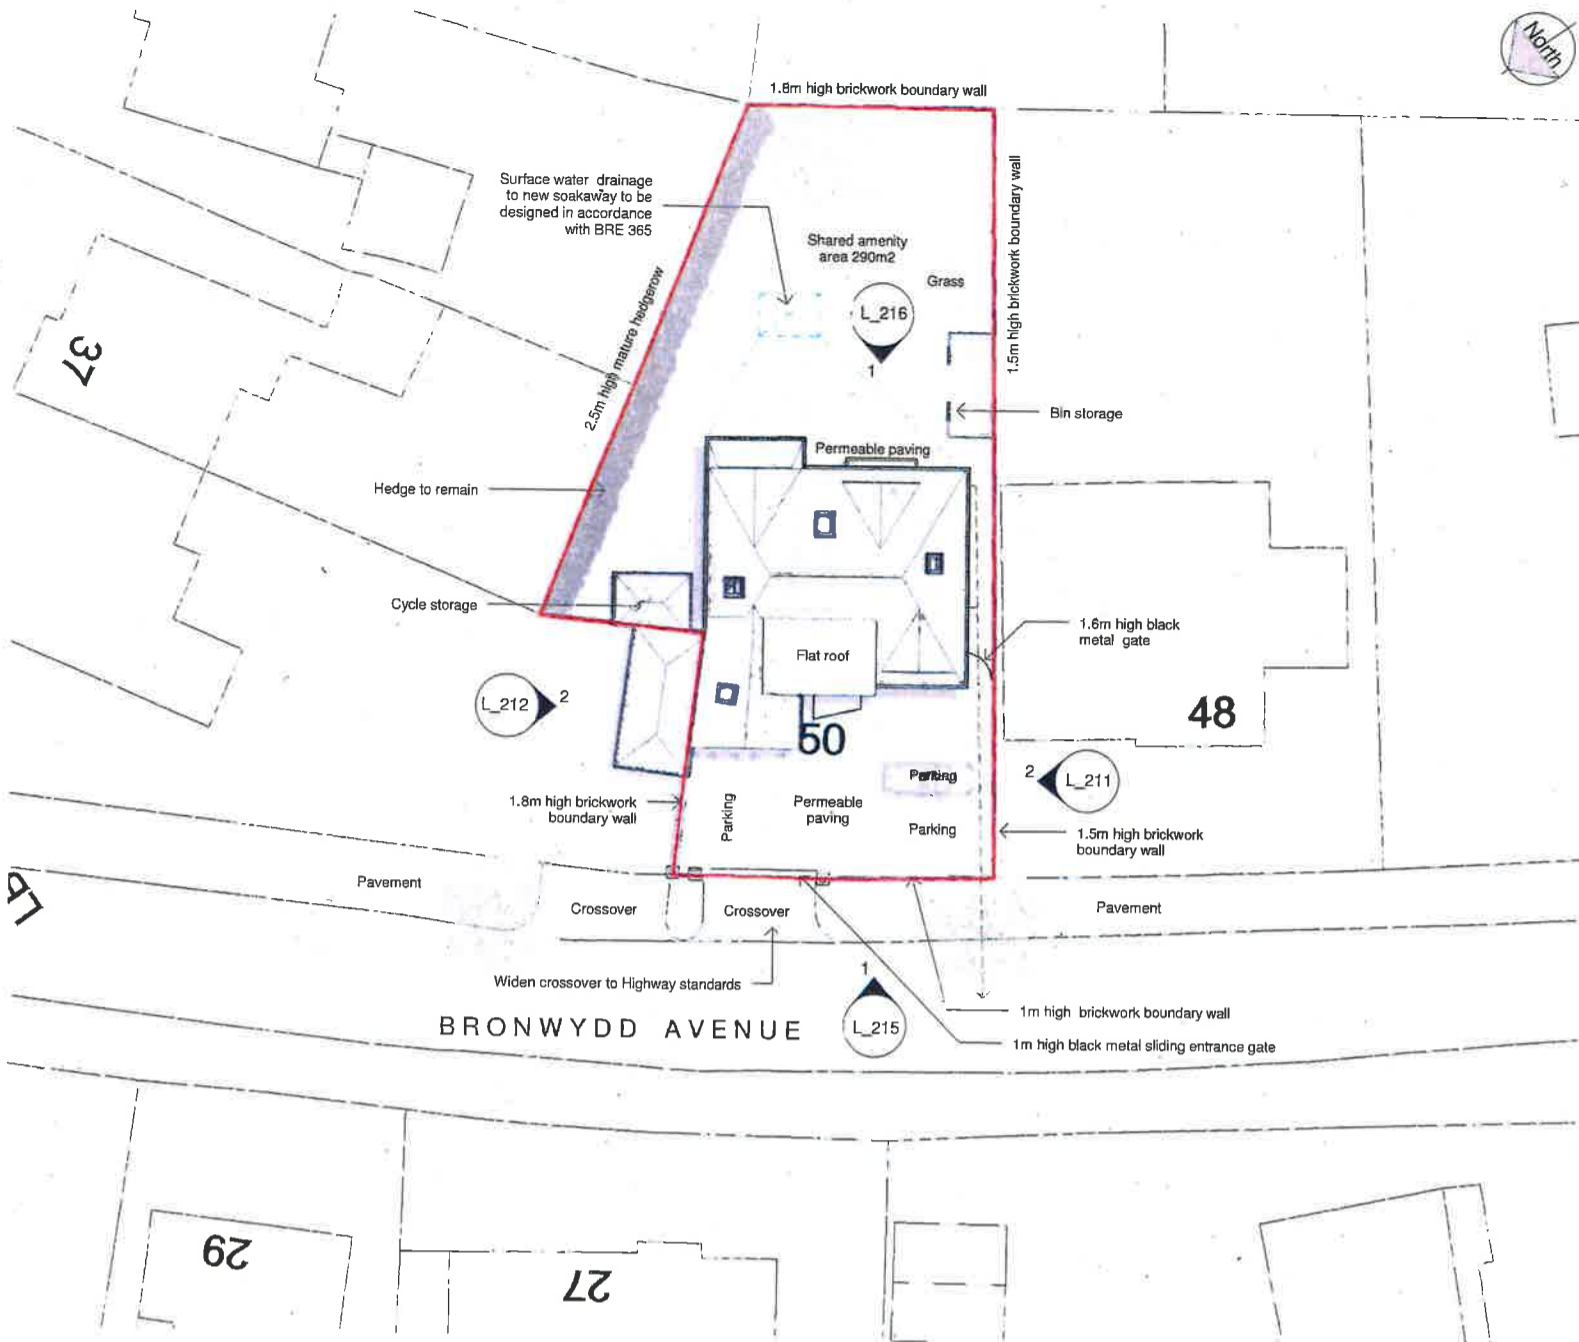 North
1.8m high brickwork boundary wall
Surface water drainage
to new soakaway to be
designed in accordance
with BRE 365
1.5m high brickwork boundary wall
Shared amenity
area 290m2
Grass
L_216
1
2.5m high mature hedgerow
37
Bin storage
Permeable paving
Hedge to remain
Cycle storage
1.6m high black
metal gate
Flat roof
L_212
2
48
50
2
L_211
Parking
1.8m high brickwork
boundary wall
Parking
Permeable
paving
Parking
1.5m high brickwork
boundary wall
Pavement
Crossover
Crossover
Pavement
Widen crossover to Highway standards
1
L_215
1m high brickwork boundary wall
BRONWYDD AVENUE
1m high black metal sliding entrance gate
29
27